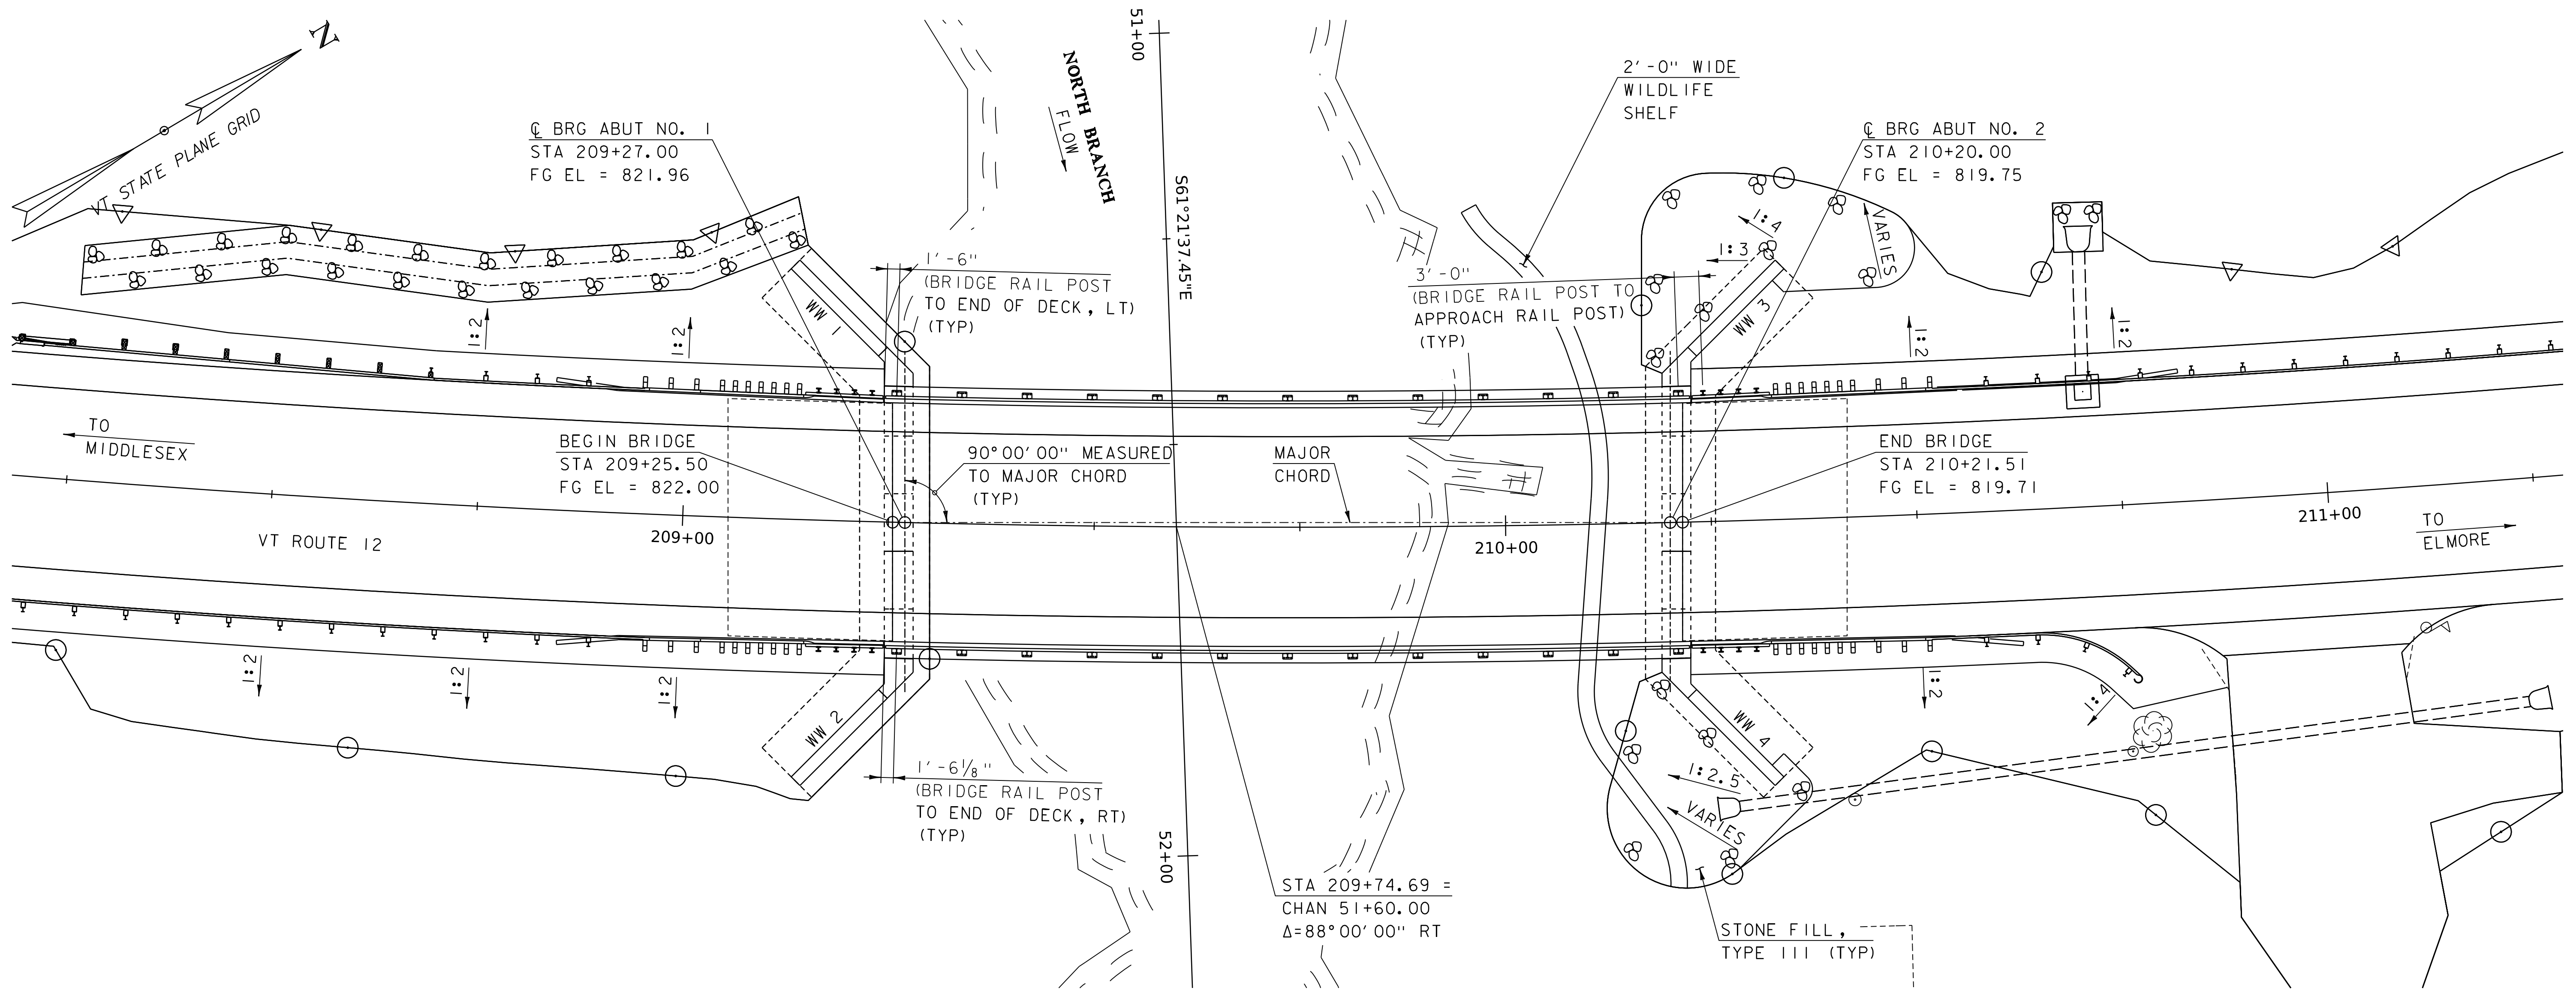 N
VT STATE PLANE GRID
℄ BRG ABUT NO. 1
STA 209+27.00
FG EL = 821.96
51+00
NORTH BRANCH
FLOW
S61°21'37.45"E
2'-0" WIDE
WILDLIFE
SHELF
℄ BRG ABUT NO. 2
STA 210+20.00
FG EL = 819.75
1'-6"
(BRIDGE RAIL POST
TO END OF DECK, LT)
(TYP)
3'-0"
(BRIDGE RAIL POST TO
APPROACH RAIL POST)
(TYP)
1:4
1:3
VARIES
WW 1
WW 3
1:2
1:2
1:2
1:2
TO
MIDDLESEX
BEGIN BRIDGE
STA 209+25.50
FG EL = 822.00
90°00'00" MEASURED
TO MAJOR CHORD
(TYP)
MAJOR
CHORD
END BRIDGE
STA 210+21.51
FG EL = 819.71
VT ROUTE 12
209+00
210+00
211+00
TO
ELMORE
1:2
1:2
1:2
1:2
1:4
WW 2
WW 4
1'-6⅛"
(BRIDGE RAIL POST
TO END OF DECK, RT)
(TYP)
1:2.5
VARIES
52+00
STA 209+74.69 =
CHAN 51+60.00
Δ=88°00'00" RT
STONE FILL,
TYPE III (TYP)